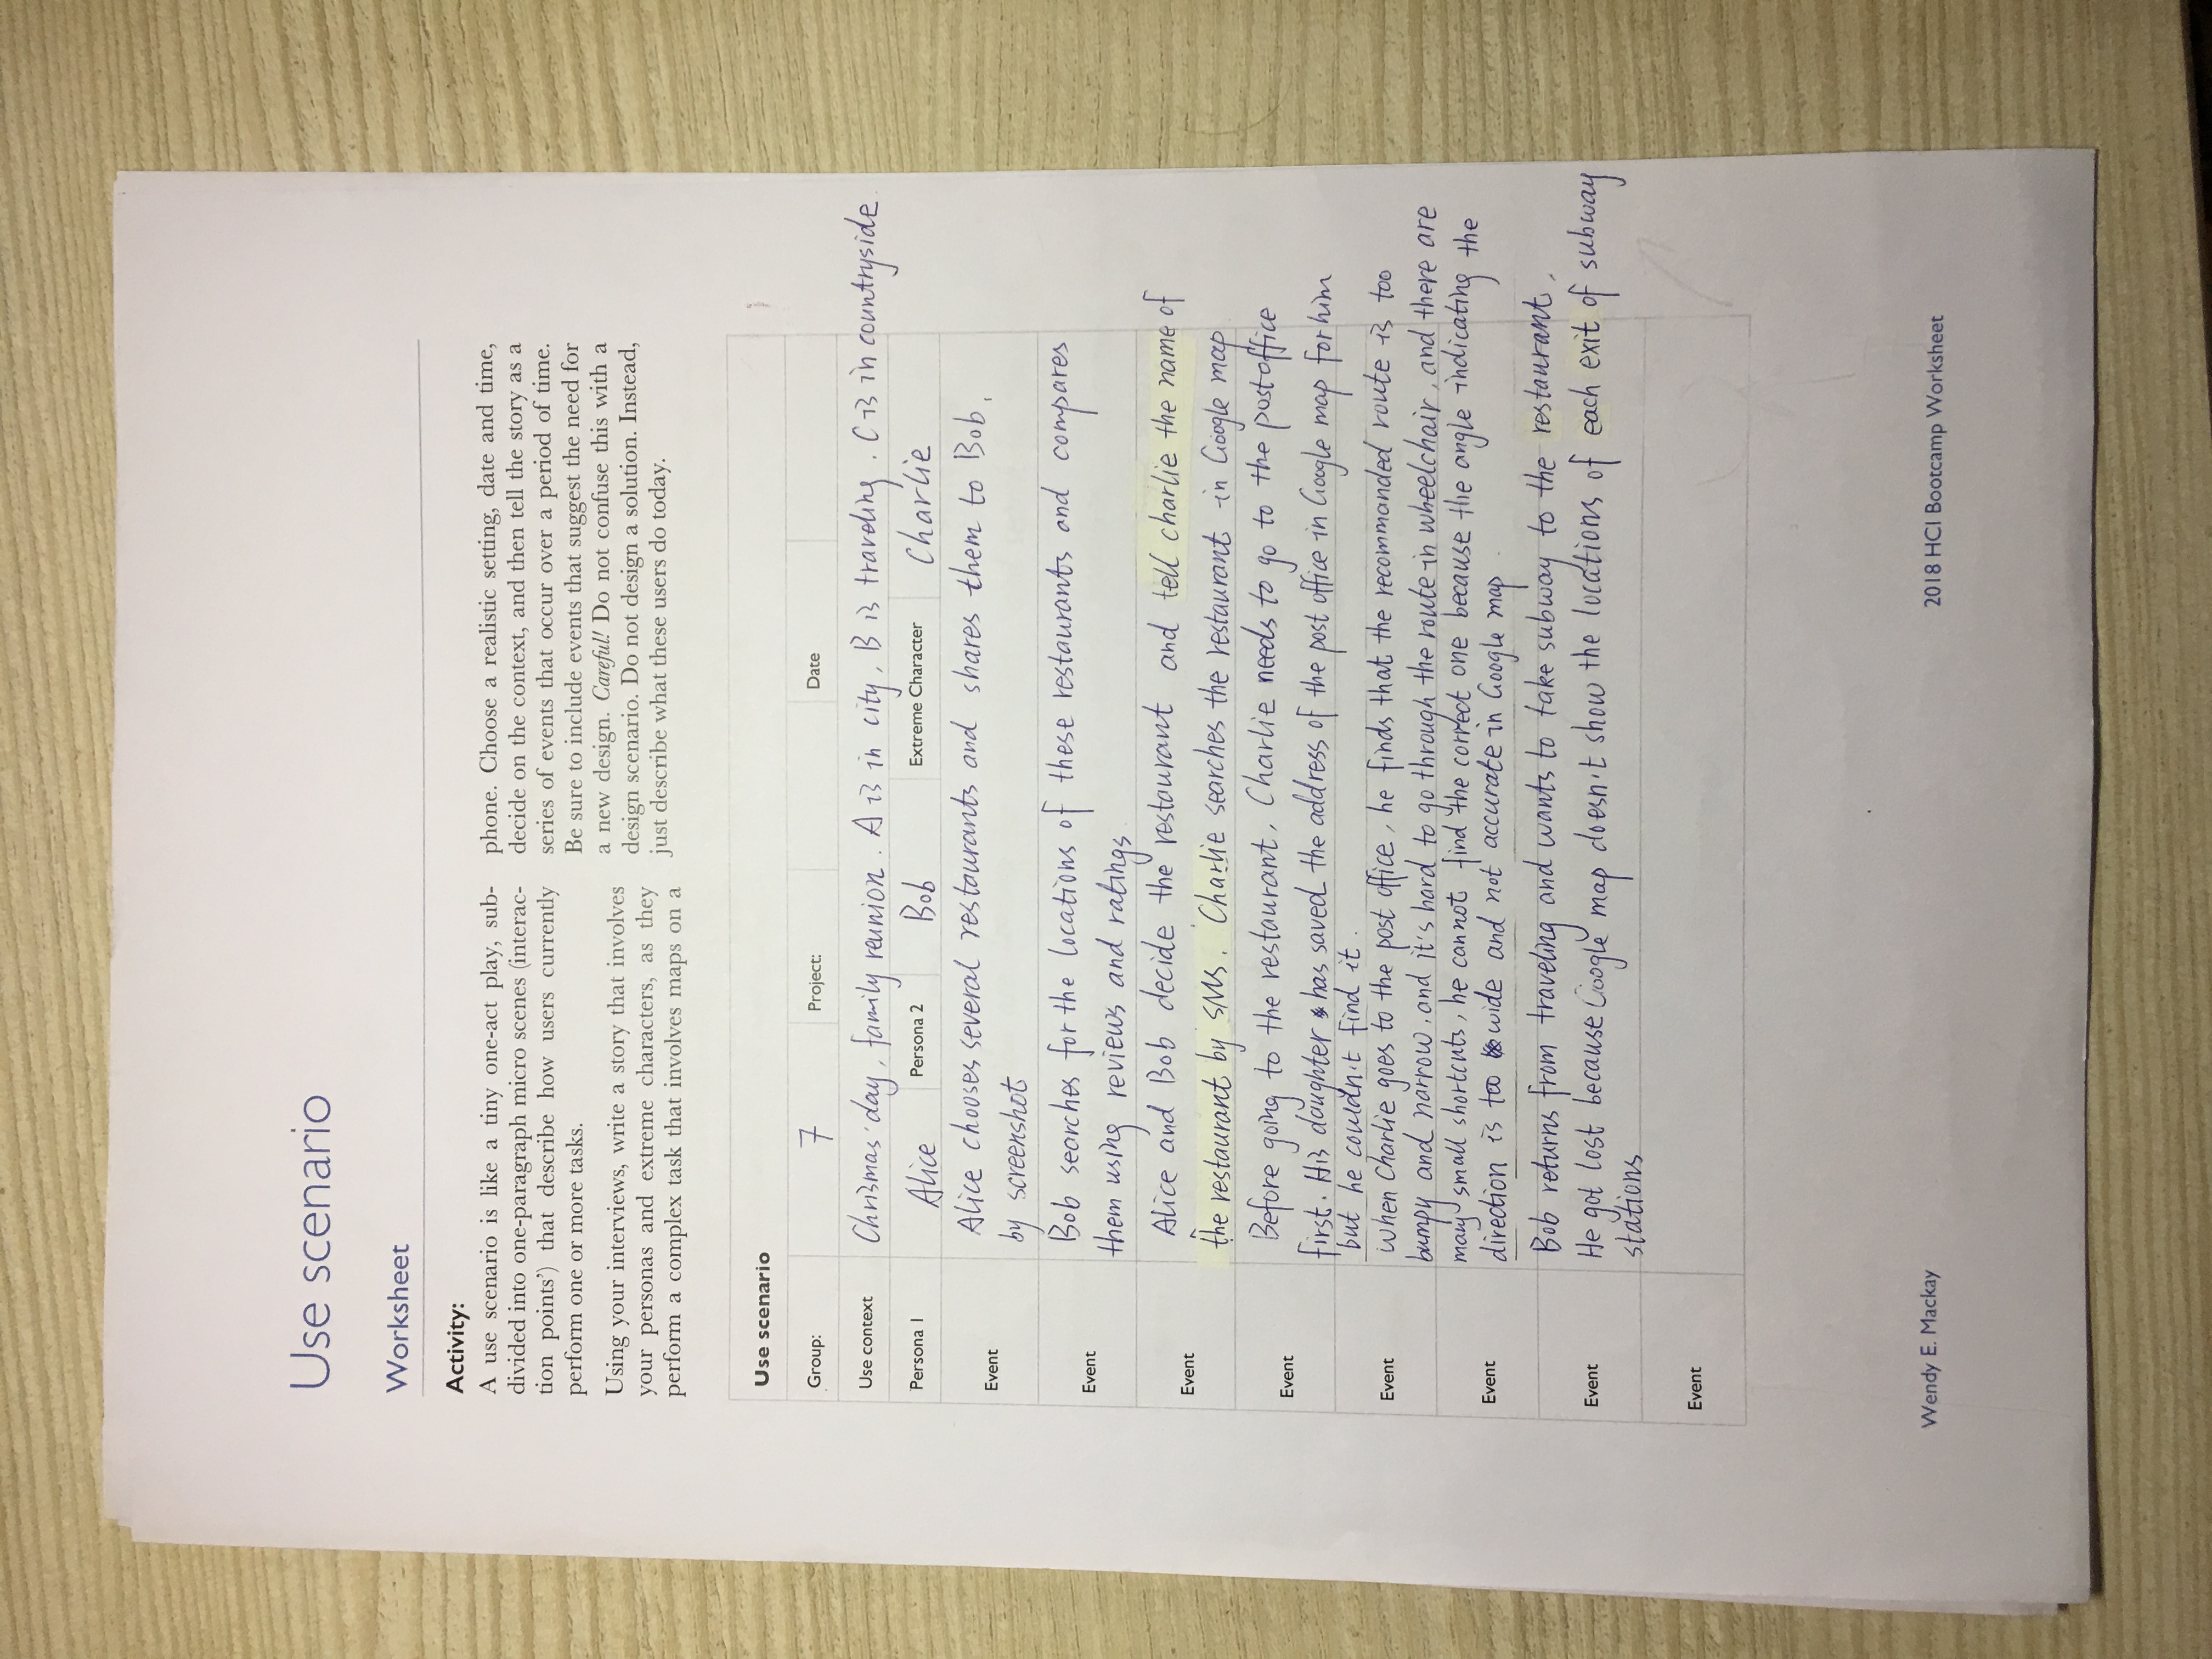 Use scenario
Worksheet
Activity:
A use scenario is like a tiny one-act play, sub-
divided into one-paragraph micro scenes (interac-
tion points’) that describe how users currently
perform one or more tasks.
Using your interviews, write a story that involves
your personas and extreme characters, as they
perform a complex task that involves maps on a
phone. Choose a realistic setting, date and time,
decide on the context, and then tell the story as a
series of events that occur over a period of time.
Be sure to include events that suggest the need for
a new design. Careful! Do not confuse this with a
design scenario. Do not design a solution. Instead,
just describe what these users do today.
Use scenario
Group: 7 Project: Date
Use context Chrismas day, family reunion. A is in city, B is traveling. C is in countryside
Persona 1 Alice Persona 2 Bob Extreme Character Charlie
Event
Alice chooses several restaurants and shares them to Bob,
by screenshot
Event
Bob searches for the locations of these restaurants and compares
them using reviews and ratings
Event
Alice and Bob decide the restaurant and tell charlie the name of
the restaurant by SMS. Charlie searches the restaurant in Google map
Event
Before going to the restaurant, Charlie needs to go to the postoffice
first. His daughter has saved the address of the post office in Google map for him
but he couldn't find it.
Event
when Charlie goes to the post office, he finds that the recommanded route is too
bumpy and narrow, and it's hard to go through the route in wheelchair, and there are
Event
many small shortcuts, he cannot find the correct one because the angle indicating the
direction is too wide and not accurate in Google map.
Event
Bob returns from traveling and wants to take subway to the restaurant,
He got lost because Google map doesn't show the locations of each exit of subway
stations
Event
Wendy E. Mackay
2018 HCI Bootcamp Worksheet